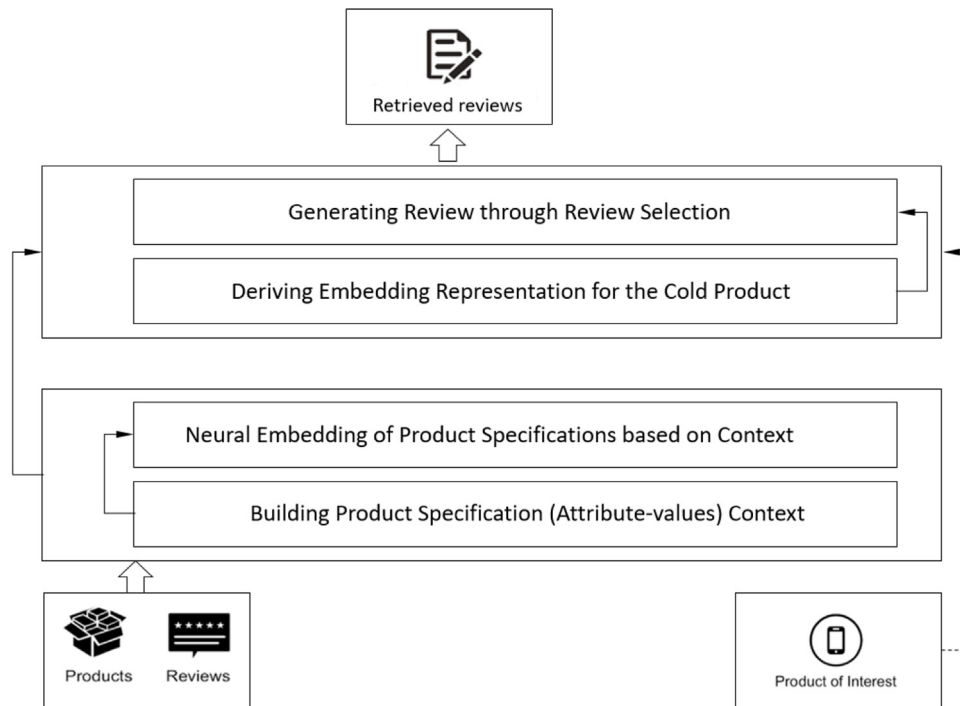 Retrieved reviews
Generating Review through Review Selection
Deriving Embedding Representation for the Cold Product
Neural Embedding of Product Specifications based on Context
Building Product Specification (Attribute-values) Context
Products Reviews
Product of Interest